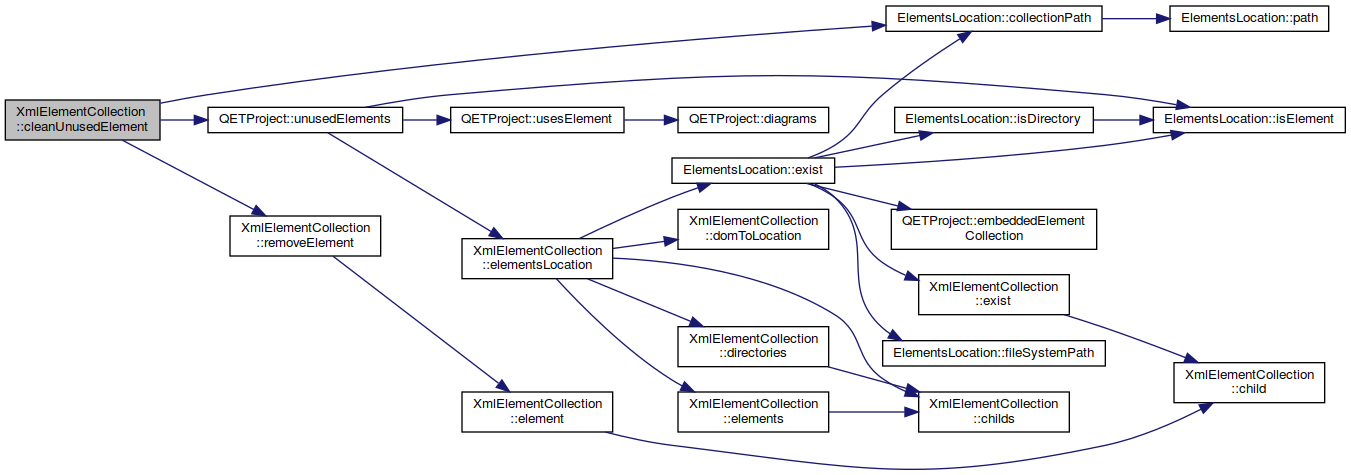 XmlElementCollection
::cleanUnusedElement
ElementsLocation::collectionPath
ElementsLocation::path
QETProject::unusedElements
QETProject::usesElement
QETProject::diagrams
ElementsLocation::isDirectory
ElementsLocation::isElement
ElementsLocation::exist
XmlElementCollection
::removeElement
XmlElementCollection
::elementsLocation
XmlElementCollection
::domToLocation
QETProject::embeddedElement
Collection
XmlElementCollection
::exist
XmlElementCollection
::directories
ElementsLocation::fileSystemPath
XmlElementCollection
::child
XmlElementCollection
::element
XmlElementCollection
::elements
XmlElementCollection
::childs